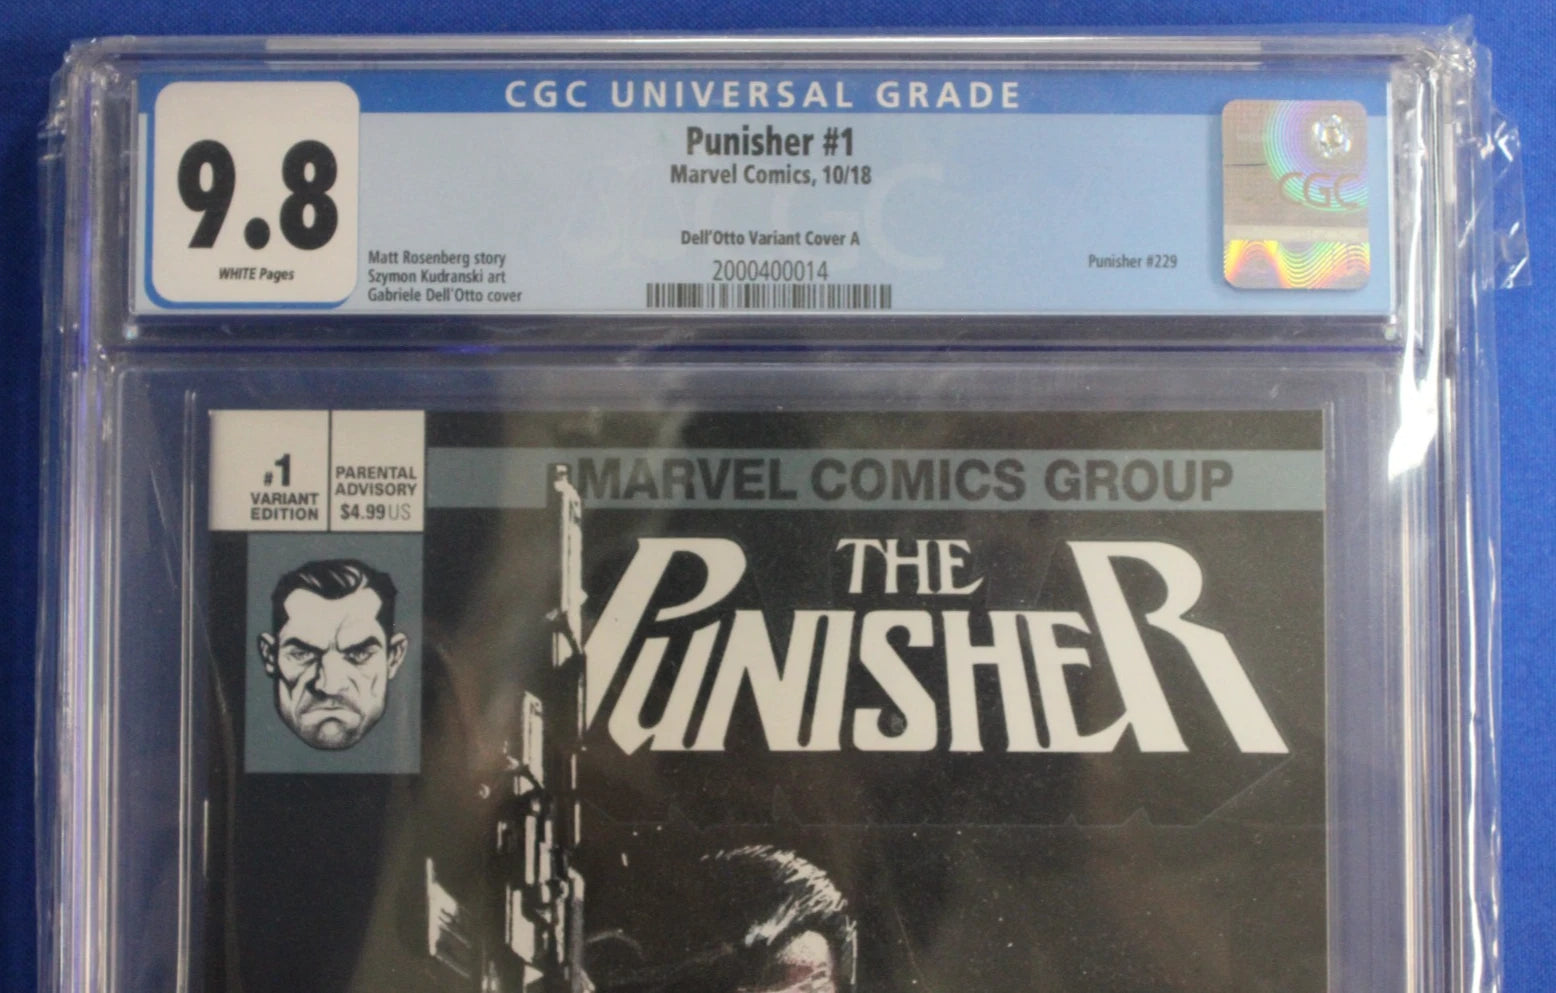 CGC UNIVERSAL GRADE
9.8
WHITE Pages
Punisher #1
Marvel Comics, 10/18
Dell'Otto Variant Cover A
Matt Rosenberg story
Szymon Kudranski art
Gabriele Dell'Otto cover
2000400014
Punisher #229
CGC
#1
VARIANT
EDITION
PARENTAL
ADVISORY
$4.99 US
MARVEL COMICS GROUP
THE
PUNISHER